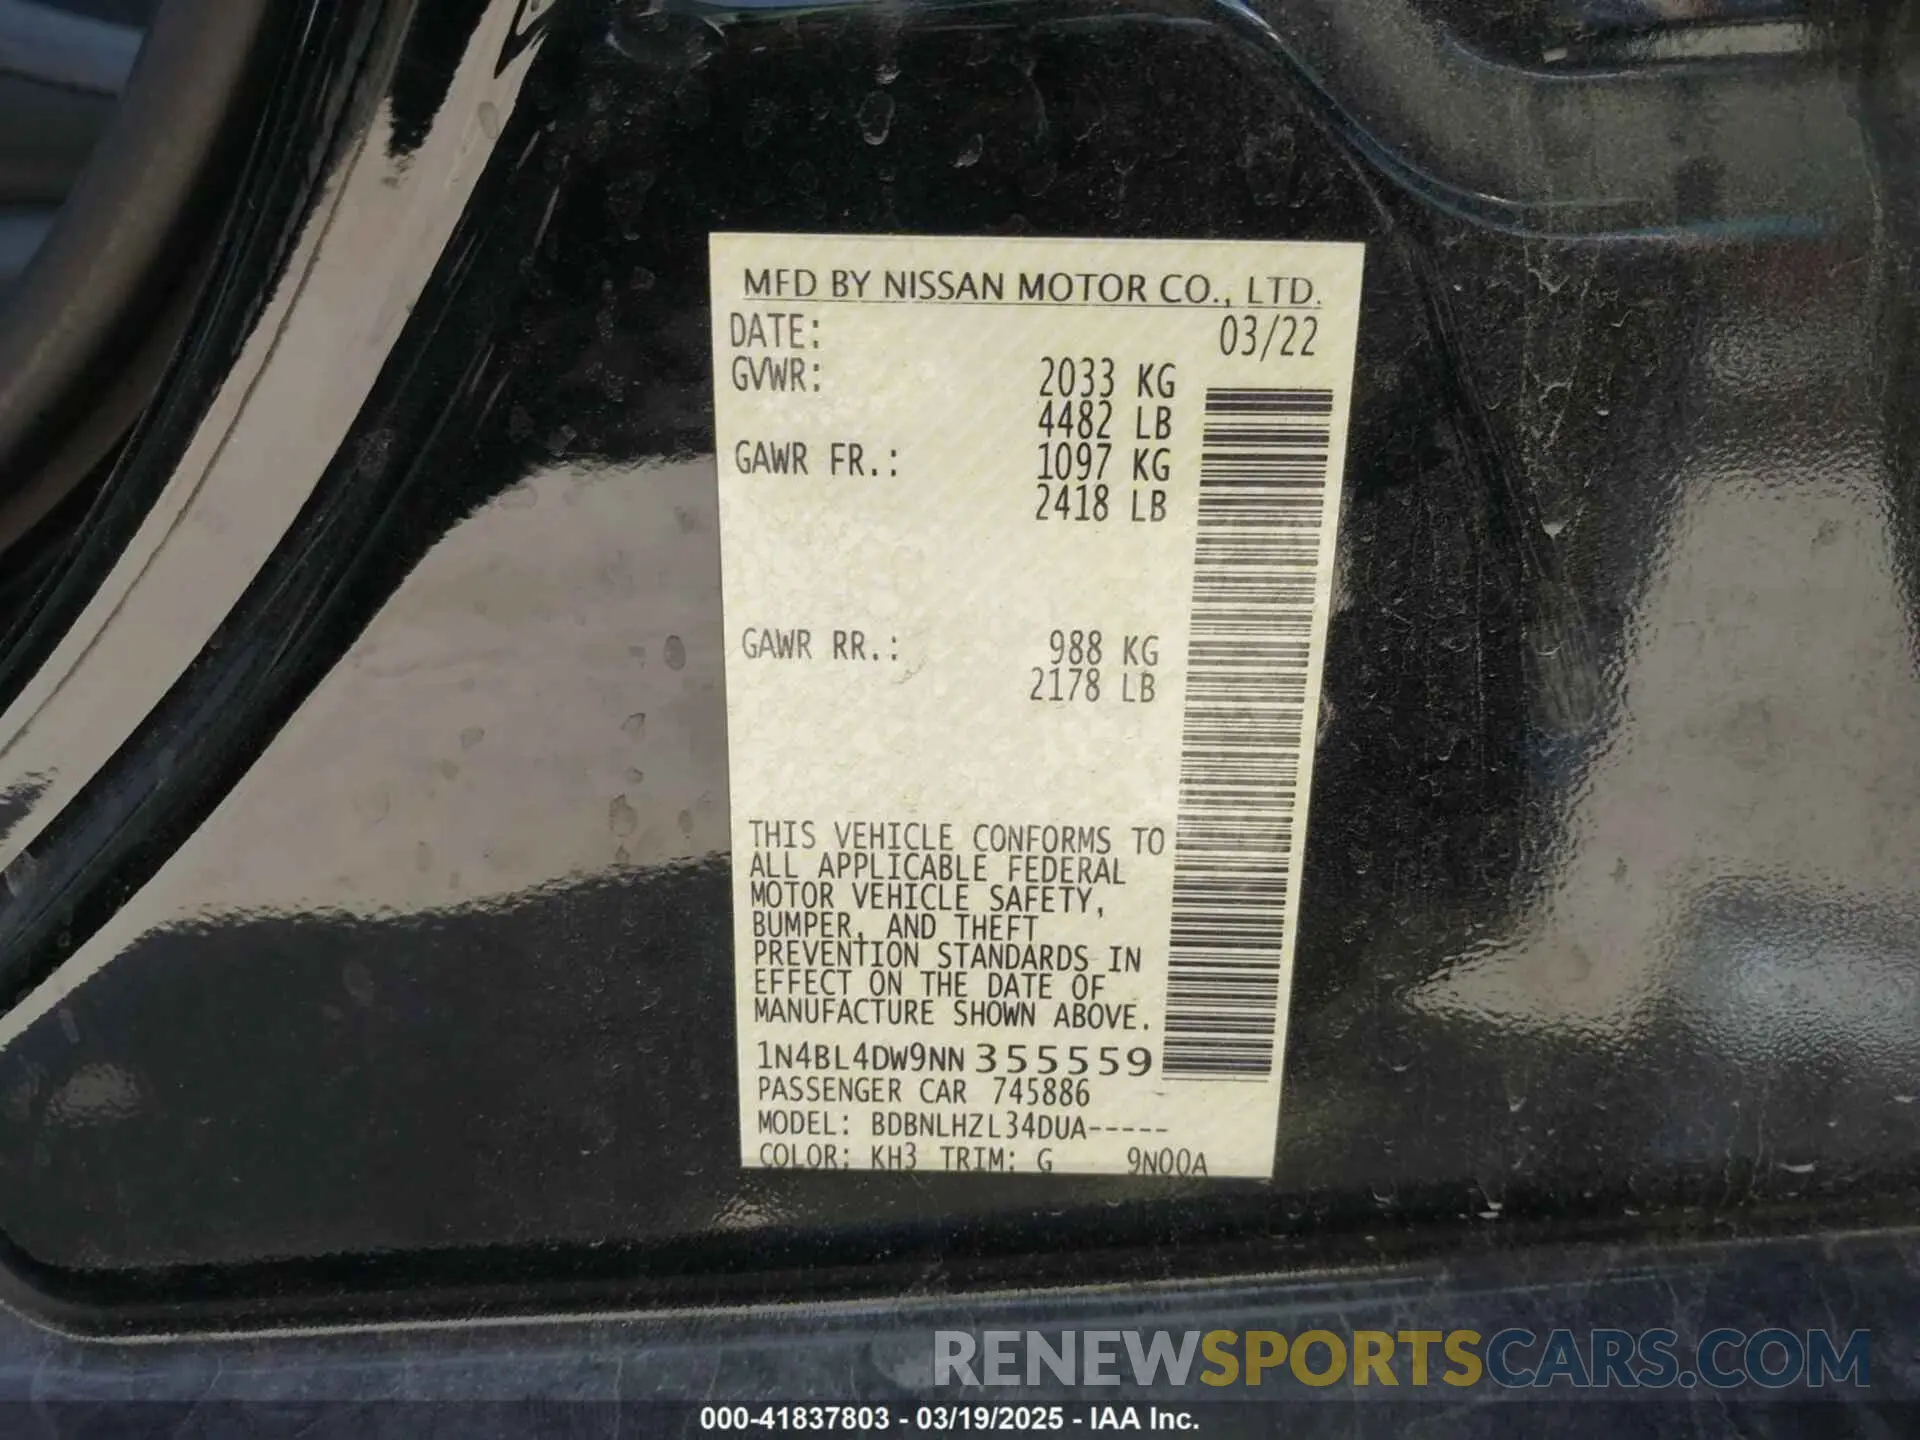 MFD BY NISSAN MOTOR CO., LTD.
DATE: 03/22
GVWR: 2033 KG
4482 LB
GAWR FR.: 1097 KG
2418 LB
GAWR RR.: 988 KG
2178 LB
THIS VEHICLE CONFORMS TO
ALL APPLICABLE FEDERAL
MOTOR VEHICLE SAFETY,
BUMPER, AND THEFT
PREVENTION STANDARDS IN
EFFECT ON THE DATE OF
MANUFACTURE SHOWN ABOVE.
1N4BL4DW9NN355559
PASSENGER CAR 745886
MODEL: BDBNLHZL34DUA-----
COLOR: KH3 TRIM: G 9N00A
RENEWSPORTSCARS.COM
000-41837803 - 03/19/2025 - IAA Inc.